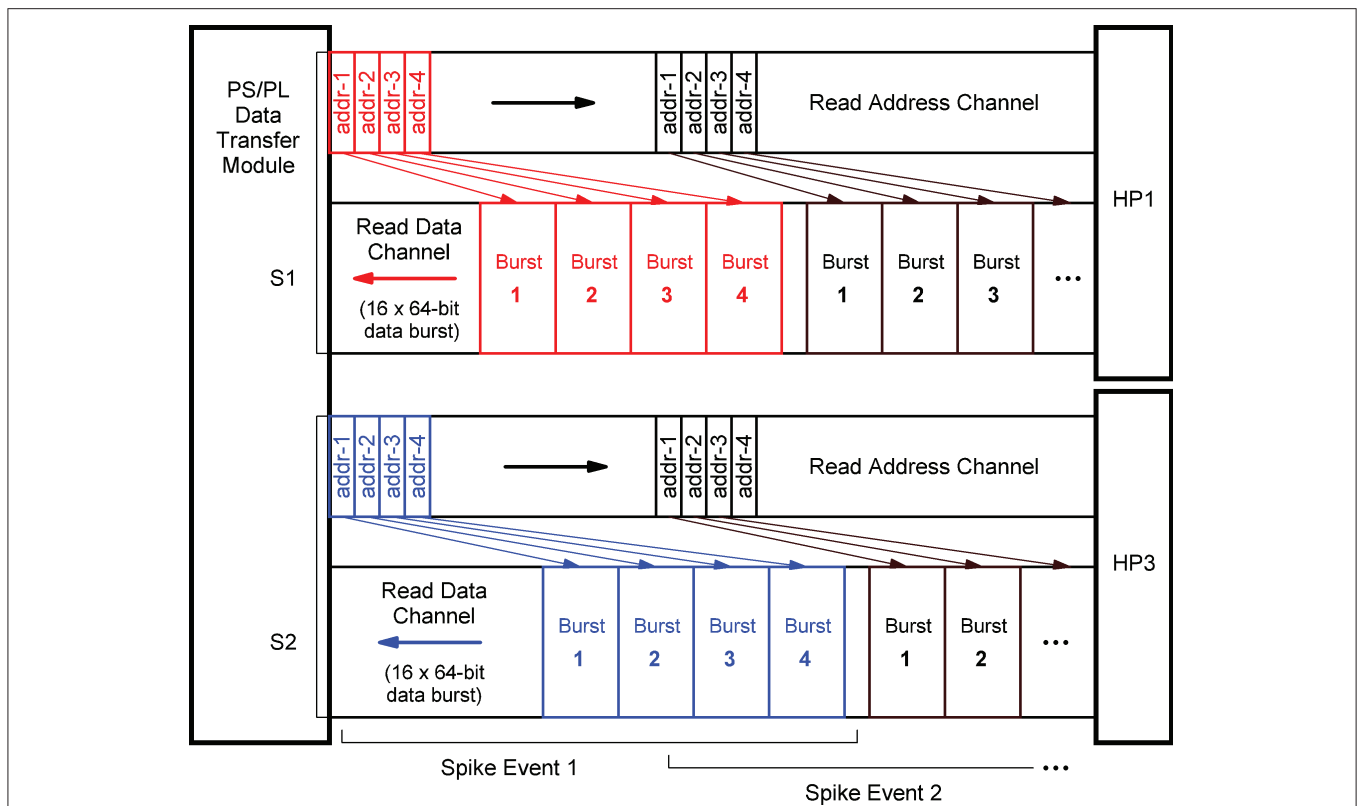 PS/PL
Data
Transfer
Module
addr-1
addr-2
addr-3
addr-4
addr-1
addr-2
addr-3
addr-4
Read Address Channel
HP1
S1
Read Data
Channel
(16 x 64-bit
data burst)
Burst
1
Burst
2
Burst
3
Burst
4
Burst
1
Burst
2
Burst
3
...
addr-1
addr-2
addr-3
addr-4
addr-1
addr-2
addr-3
addr-4
Read Address Channel
HP3
S2
Read Data
Channel
(16 x 64-bit
data burst)
Burst
1
Burst
2
Burst
3
Burst
4
Burst
1
Burst
2
...
Spike Event 1
Spike Event 2
...